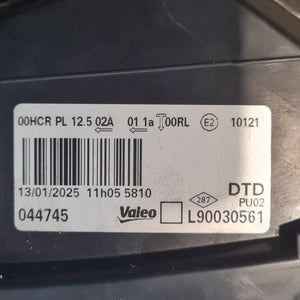 00HCR PL 12.5 02A 01 1a 00RL E2 10121
13/01/2025 11h05 5810
287
DTD
PU02
044745 Valeo L90030561